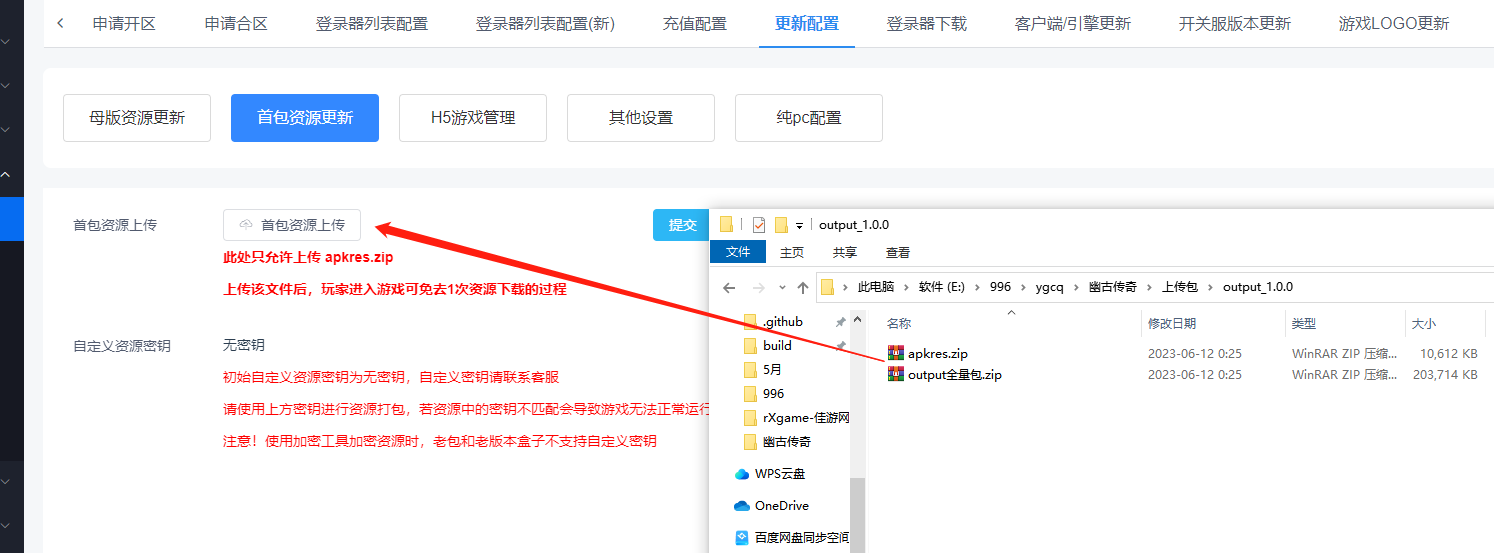 申请开区 申请合区 登录器列表配置 登录器列表配置(新) 充值配置 更新配置 登录器下载 客户端/引擎更新 开关服版本更新 游戏LOGO更新
母版资源更新 首包资源更新 H5游戏管理 其他设置 纯pc配置
首包资源上传 首包资源上传 提交
此处只允许上传 apkres.zip
上传该文件后，玩家进入游戏可免去1次资源下载的过程
自定义资源密钥 无密钥
初始自定义资源密钥为无密钥，自定义密钥请联系客服
请使用上方密钥进行资源打包，若资源中的密钥不匹配会导致游戏无法正常运行
注意！使用加密工具加密资源时，老包和老版本盒子不支持自定义密钥
output_1.0.0
文件 主页 共享 查看
此电脑 软件 (E:) 996 ygcq 幽古传奇 上传包 output_1.0.0
名称 修改日期 类型 大小
.github
build
5月
996
rXgame-佳游网
幽古传奇
WPS云盘
OneDrive
百度网盘同步空间
apkres.zip 2023-06-12 0:25 WinRAR ZIP 压缩... 10,612 KB
output全量包.zip 2023-06-12 0:25 WinRAR ZIP 压缩... 203,714 KB